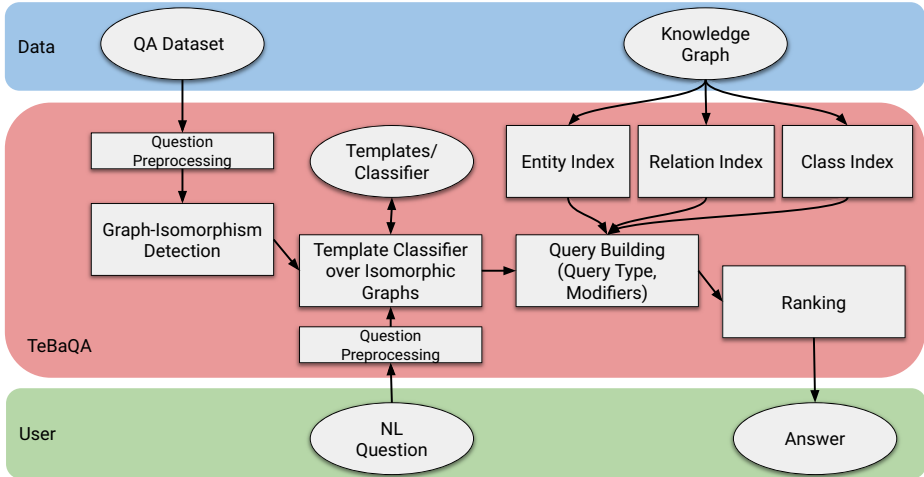 Data
QA Dataset
Knowledge
Graph
Question
Preprocessing
Templates/
Classifier
Entity Index
Relation Index
Class Index
Graph-Isomorphism
Detection
Template Classifier
over Isomorphic
Graphs
Query Building
(Query Type,
Modifiers)
Ranking
TeBaQA
Question
Preprocessing
User
NL
Question
Answer